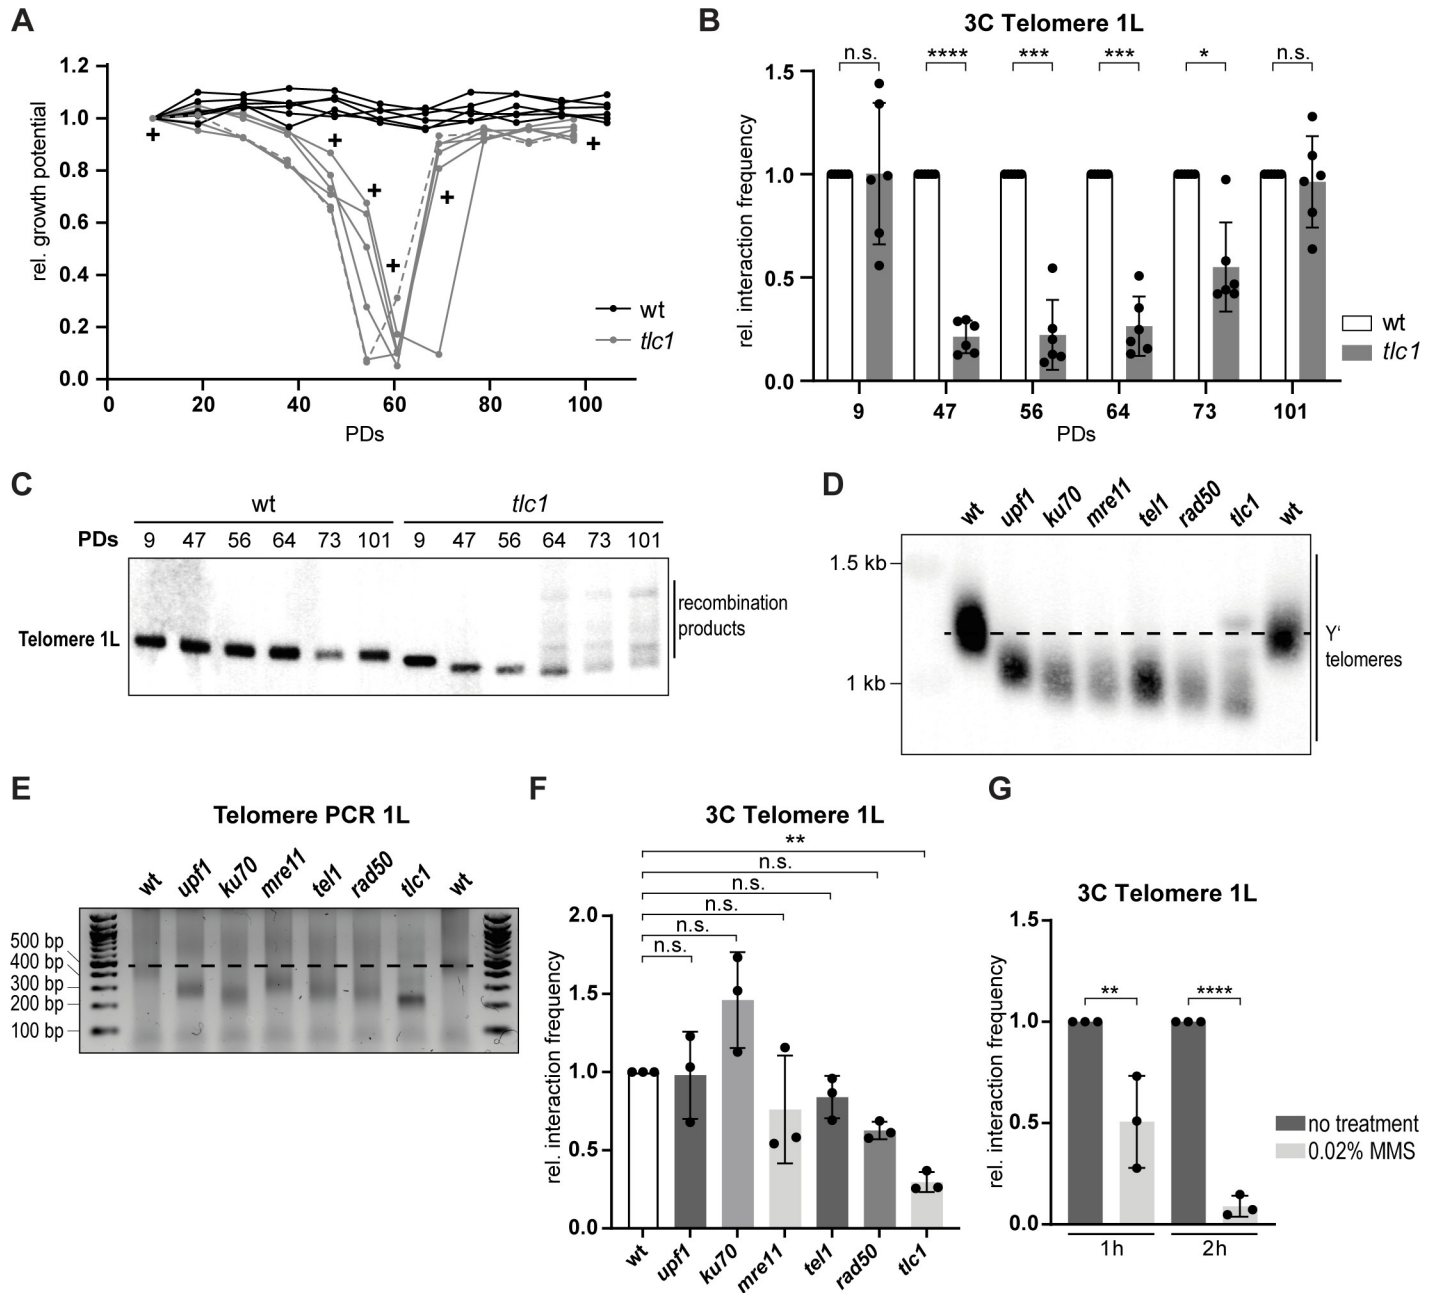 A
rel. growth potential
1.2
1.0
0.8
0.6
0.4
0.2
0.0
0 20 40 60 80 100
PDs
wt
tlc1
B
3C Telomere 1L
n.s. **** *** *** * n.s.
rel. interaction frequency
1.5
1.0
0.5
0.0
9 47 56 64 73 101
PDs
wt
tlc1
C
wt tlc1
PDs 9 47 56 64 73 101 9 47 56 64 73 101
Telomere 1L
recombination
products
D
wt upf1 ku70 mre11 tel1 rad50 tlc1 wt
1.5 kb
1 kb
Y‘
telomeres
E
Telomere PCR 1L
wt upf1 ku70 mre11 tel1 rad50 tlc1 wt
500 bp
400 bp
300 bp
200 bp
100 bp
F
3C Telomere 1L
**
n.s.
n.s.
n.s.
n.s.
n.s.
rel. interaction frequency
2.0
1.5
1.0
0.5
0.0
wt upf1 ku70 mre11 tel1 rad50 tlc1
G
3C Telomere 1L
** ****
rel. interaction frequency
1.5
1.0
0.5
0.0
1h 2h
no treatment
0.02% MMS